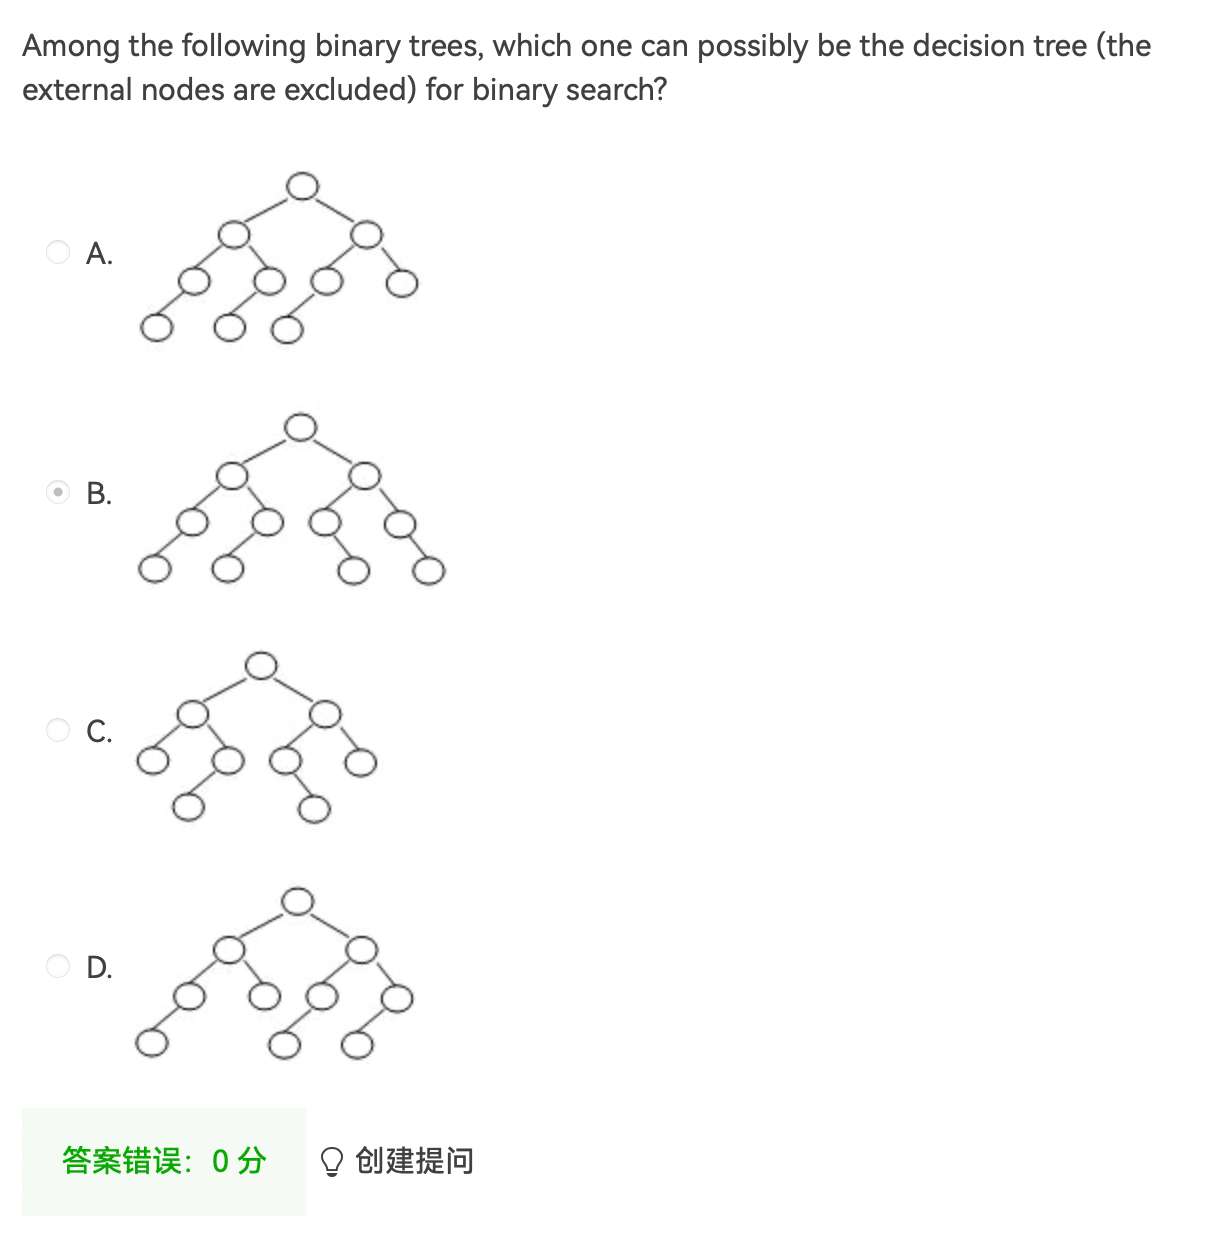 Among the following binary trees, which one can possibly be the decision tree (the
external nodes are excluded) for binary search?
A.
B.
C.
D.
答案错误：0 分 创建提问